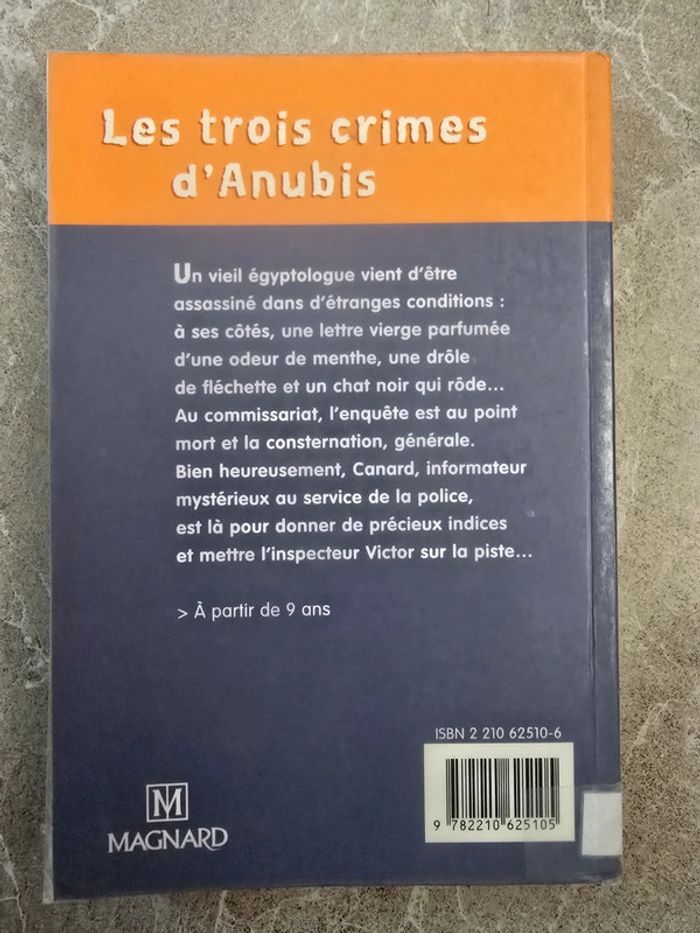 Les trois crimes
d'Anubis
Un vieil égyptologue vient d'être
assassiné dans d'étranges conditions :
à ses côtés, une lettre vierge parfumée
d'une odeur de menthe, une drôle
de fléchette et un chat noir qui rôde...
Au commissariat, l'enquête est au point
mort et la consternation, générale.
Bien heureusement, Canard, informateur
mystérieux au service de la police,
est là pour donner de précieux indices
et mettre l'inspecteur Victor sur la piste...
> À partir de 9 ans
ISBN 2 210 62510-6
9 782210 625105
M
MAGNARD